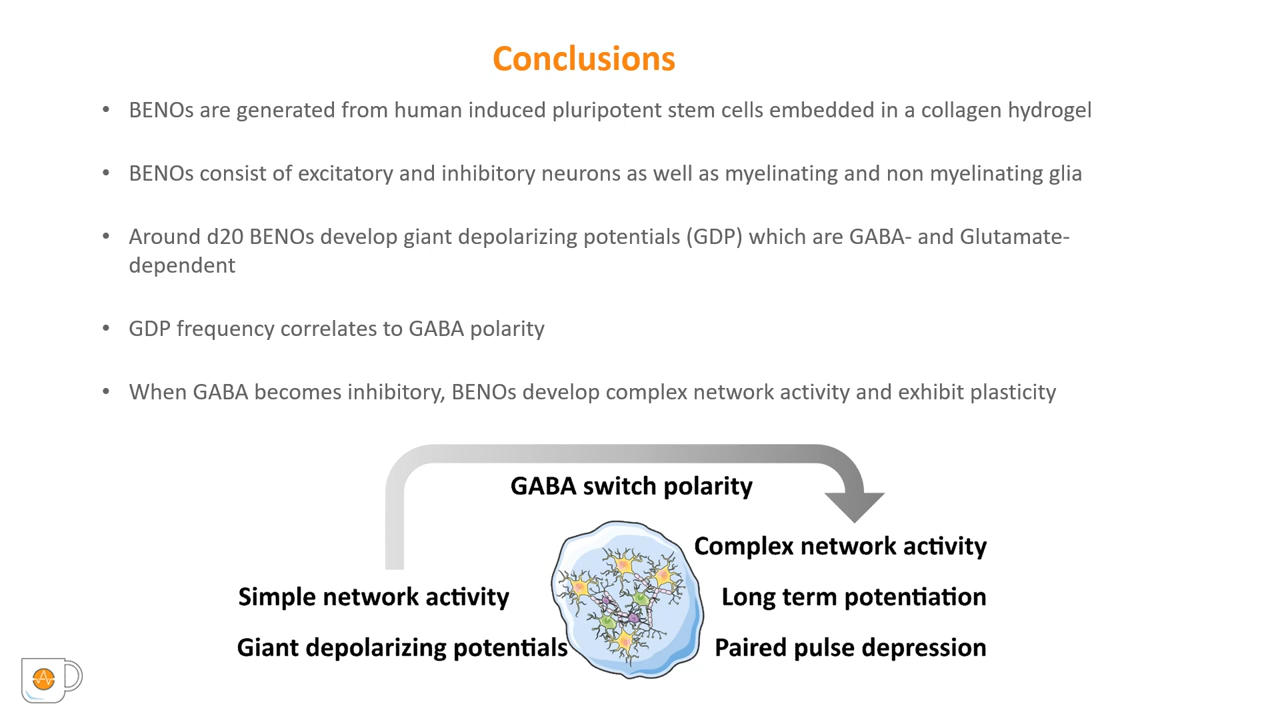 Conclusions
• BENOs are generated from human induced pluripotent stem cells embedded in a collagen hydrogel
• BENOs consist of excitatory and inhibitory neurons as well as myelinating and non myelinating glia
• Around d20 BENOs develop giant depolarizing potentials (GDP) which are GABA- and Glutamate-
dependent
• GDP frequency correlates to GABA polarity
• When GABA becomes inhibitory, BENOs develop complex network activity and exhibit plasticity
GABA switch polarity
Simple network activity
Giant depolarizing potentials
Complex network activity
Long term potentiation
Paired pulse depression